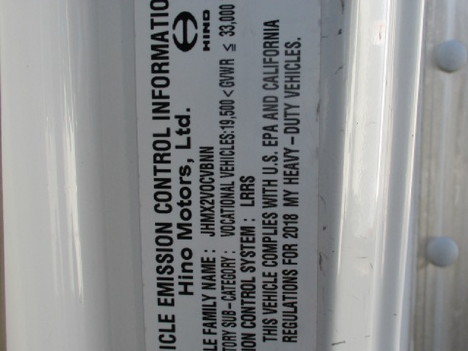 ICLE EMISSION CONTROL INFORMATIO
Hino Motors, Ltd.
HINO
LE FAMILY NAME : JHMX2VOCVBNN
TORY SUB-CATEGORY : VOCATIONAL VEHICLES:19,500 < GVWR ≦ 33,000
ION CONTROL SYSTEM : LRRS
THIS VEHICLE COMPLIES WITH U.S. EPA AND CALIFORNIA
REGULATIONS FOR 2018 MY HEAVY-DUTY VEHICLES.